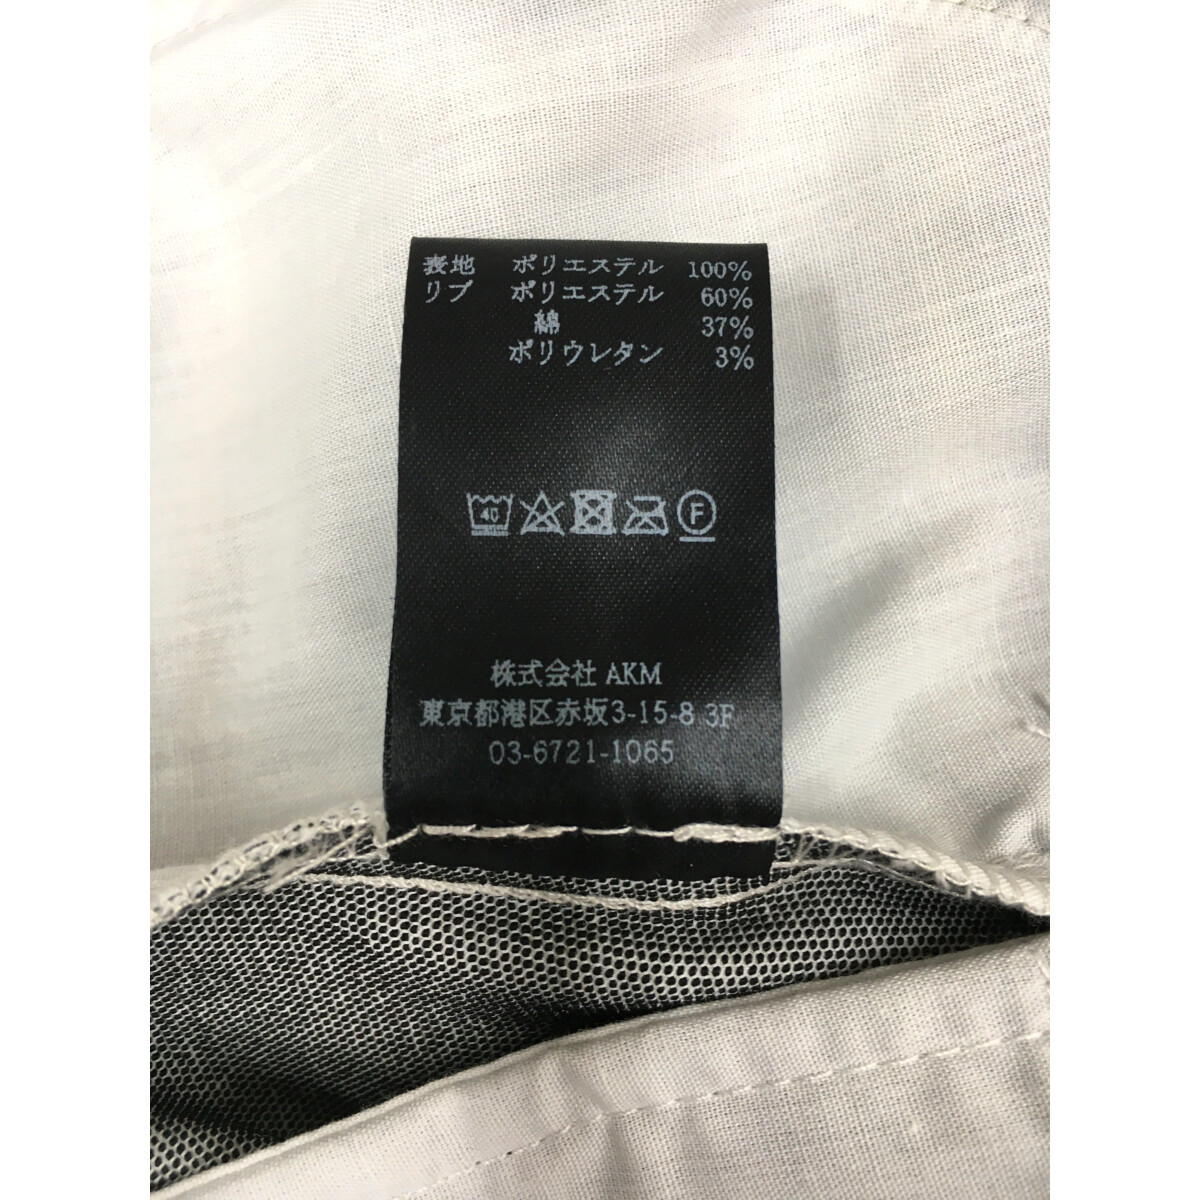 表地 ポリエステル 100%
リブ ポリエステル 60%
綿 37%
ポリウレタン 3%
40 F
株式会社 AKM
東京都港区赤坂3-15-8 3F
03-6721-1065